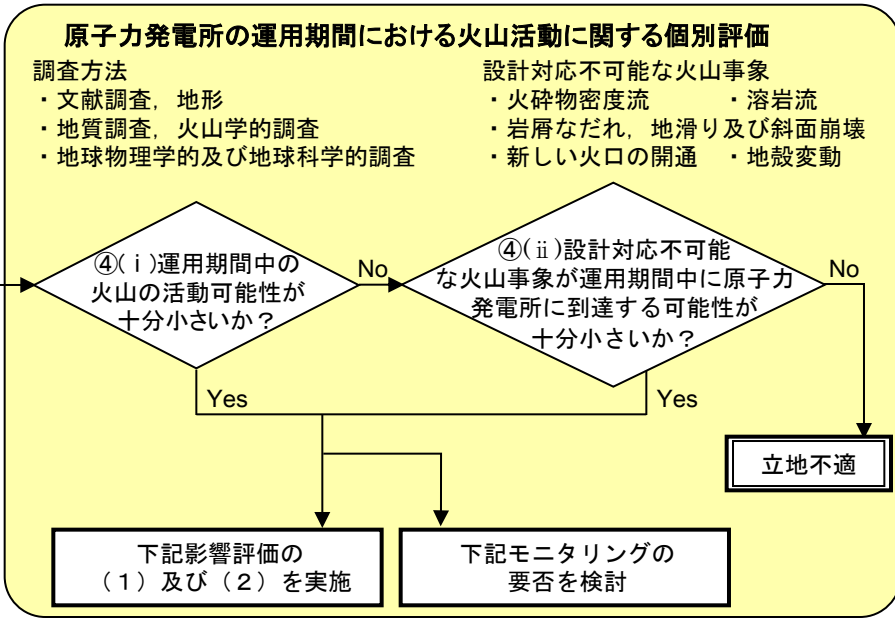 原子力発電所の運用期間における火山活動に関する個別評価
調査方法
・文献調査，地形
・地質調査，火山学的調査
・地球物理学的及び地球科学的調査
設計対応不可能な火山事象
・火砕物密度流　・溶岩流
・岩屑なだれ，地滑り及び斜面崩壊
・新しい火口の開通　・地殻変動
④(ⅰ)運用期間中の
火山の活動可能性が
十分小さいか？
No
④(ⅱ)設計対応不可能
な火山事象が運用期間中に原子力
発電所に到達する可能性が
十分小さいか？
No
Yes
Yes
立地不適
下記影響評価の
（１）及び（２）を実施
下記モニタリングの
要否を検討